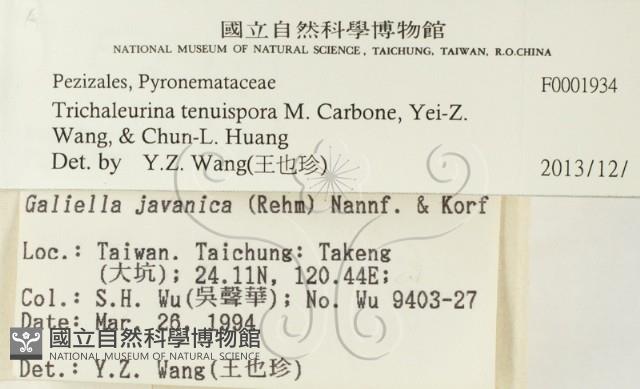 國立自然科學博物館
NATIONAL MUSEUM OF NATURAL SCIENCE, TAICHUNG, TAIWAN, R.O.CHINA
Pezizales, Pyronemataceae F0001934
Trichaleurina tenuispora M. Carbone, Yei-Z.
Wang, & Chun-L. Huang
Det. by Y.Z. Wang(王也珍) 2013/12/
Galiella javanica (Rehm) Nannf. & Korf
Loc.: Taiwan. Taichung: Takeng
(大坑); 24.11N, 120.44E;
Col.: S.H. Wu(吳聲華); No. Wu 9403-27
Date: Mar. 26, 1994
國立自然科學博物館
NATIONAL MUSEUM OF NATURAL SCIENCE
Det.: Y.Z. Wang(王也珍)